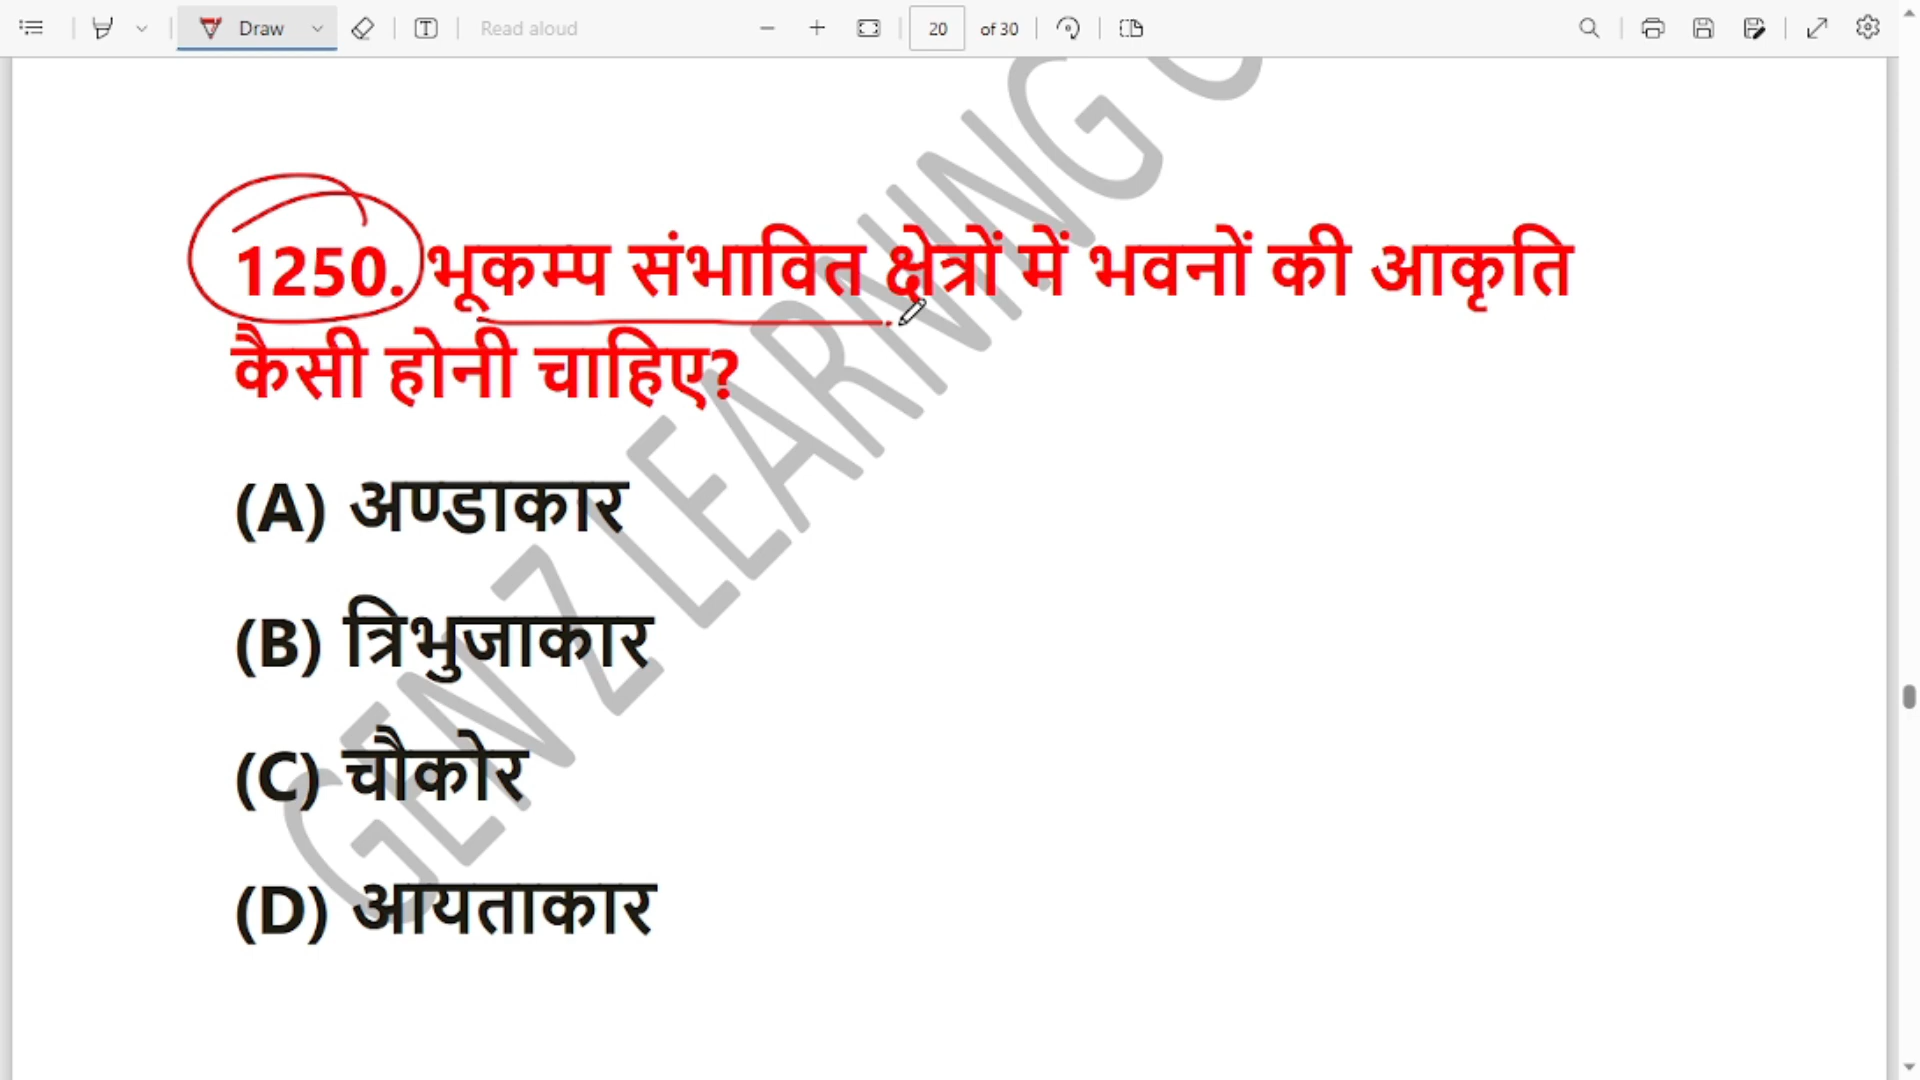 Draw
Read aloud
20 of 30
1250. भूकम्प संभावित क्षेत्रों में भवनों की आकृति
कैसी होनी चाहिए?
(A) अण्डाकार
(B) त्रिभुजाकार
(C) चौकोर
(D) आयताकार
GEN Z LEARNING